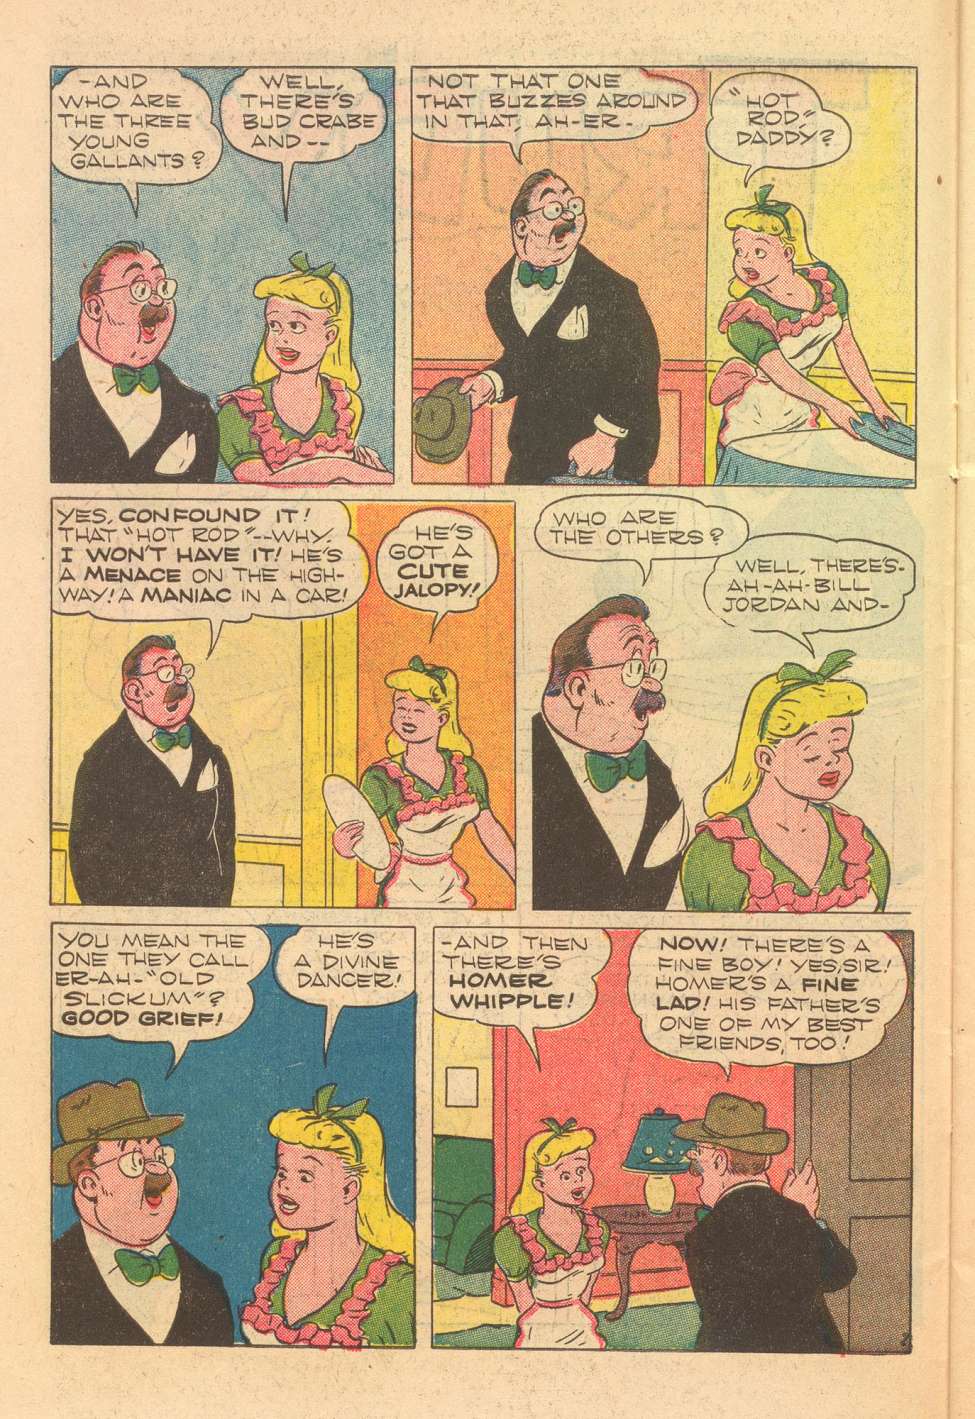 -AND
WHO ARE
THE THREE
YOUNG
GALLANTS?
WELL,
THERE'S
BUD CRABE
AND--
NOT THAT ONE
THAT BUZZES AROUND
IN THAT, AH-ER-
"HOT
ROD,"
DADDY?
YES, CONFOUND IT!
THAT "HOT ROD"--WHY,
I WON'T HAVE IT! HE'S
A MENACE ON THE HIGH-
WAY! A MANIAC IN A CAR!
HE'S
GOT A
CUTE
JALOPY!
WHO ARE
THE OTHERS?
WELL, THERE'S-
AH-AH-BILL
JORDAN AND-
YOU MEAN THE
ONE THEY CALL
ER-AH-"OLD
SLICKUM"?
GOOD GRIEF!
HE'S
A DIVINE
DANCER!
-AND THEN
THERE'S
HOMER
WHIPPLE!
NOW! THERE'S A
FINE BOY! YES, SIR!
HOMER'S A FINE
LAD! HIS FATHER'S
ONE OF MY BEST
FRIENDS, TOO!